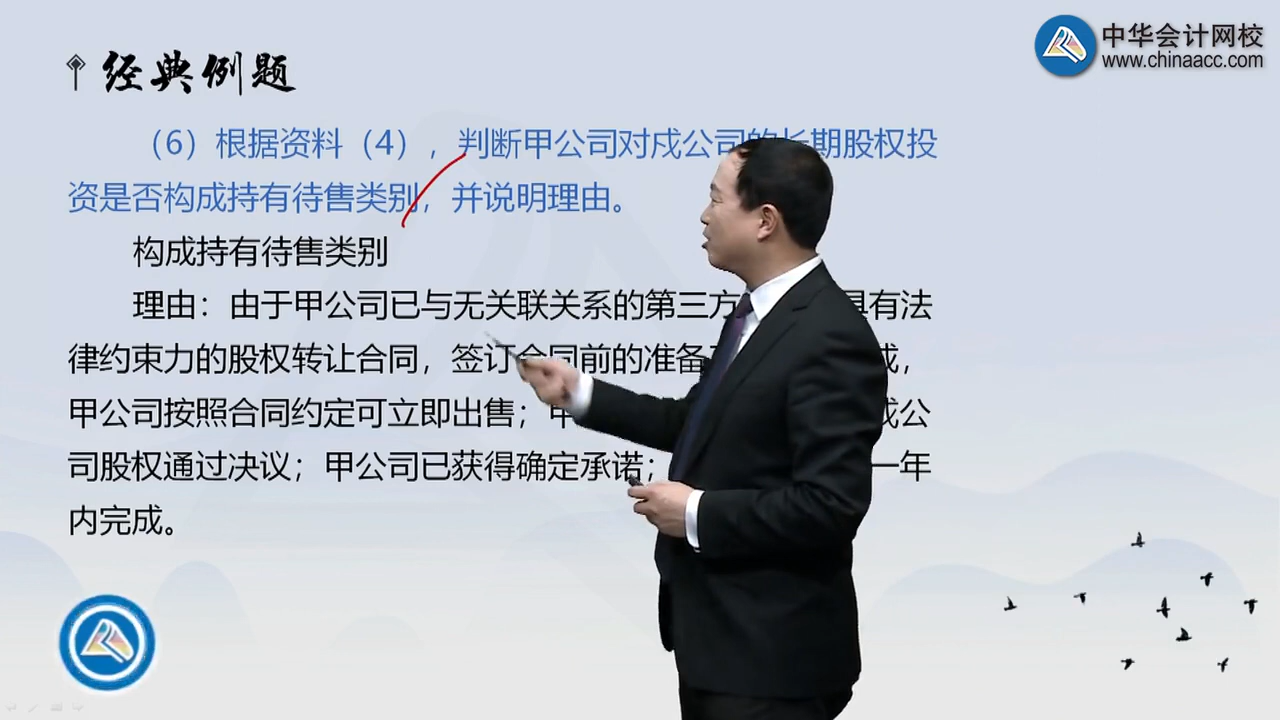 中华会计网校
www.chinaacc.com
经典例题
（6）根据资料（4），判断甲公司对戍公司的长期股权投
资是否构成持有待售类别，并说明理由。
构成持有待售类别
理由：由于甲公司已与无关联关系的第三方 具有法
律约束力的股权转让合同，签订合同前的准备 成，
甲公司按照合同约定可立即出售；甲 戍公
司股权通过决议；甲公司已获得确定承诺； 一年
内完成。